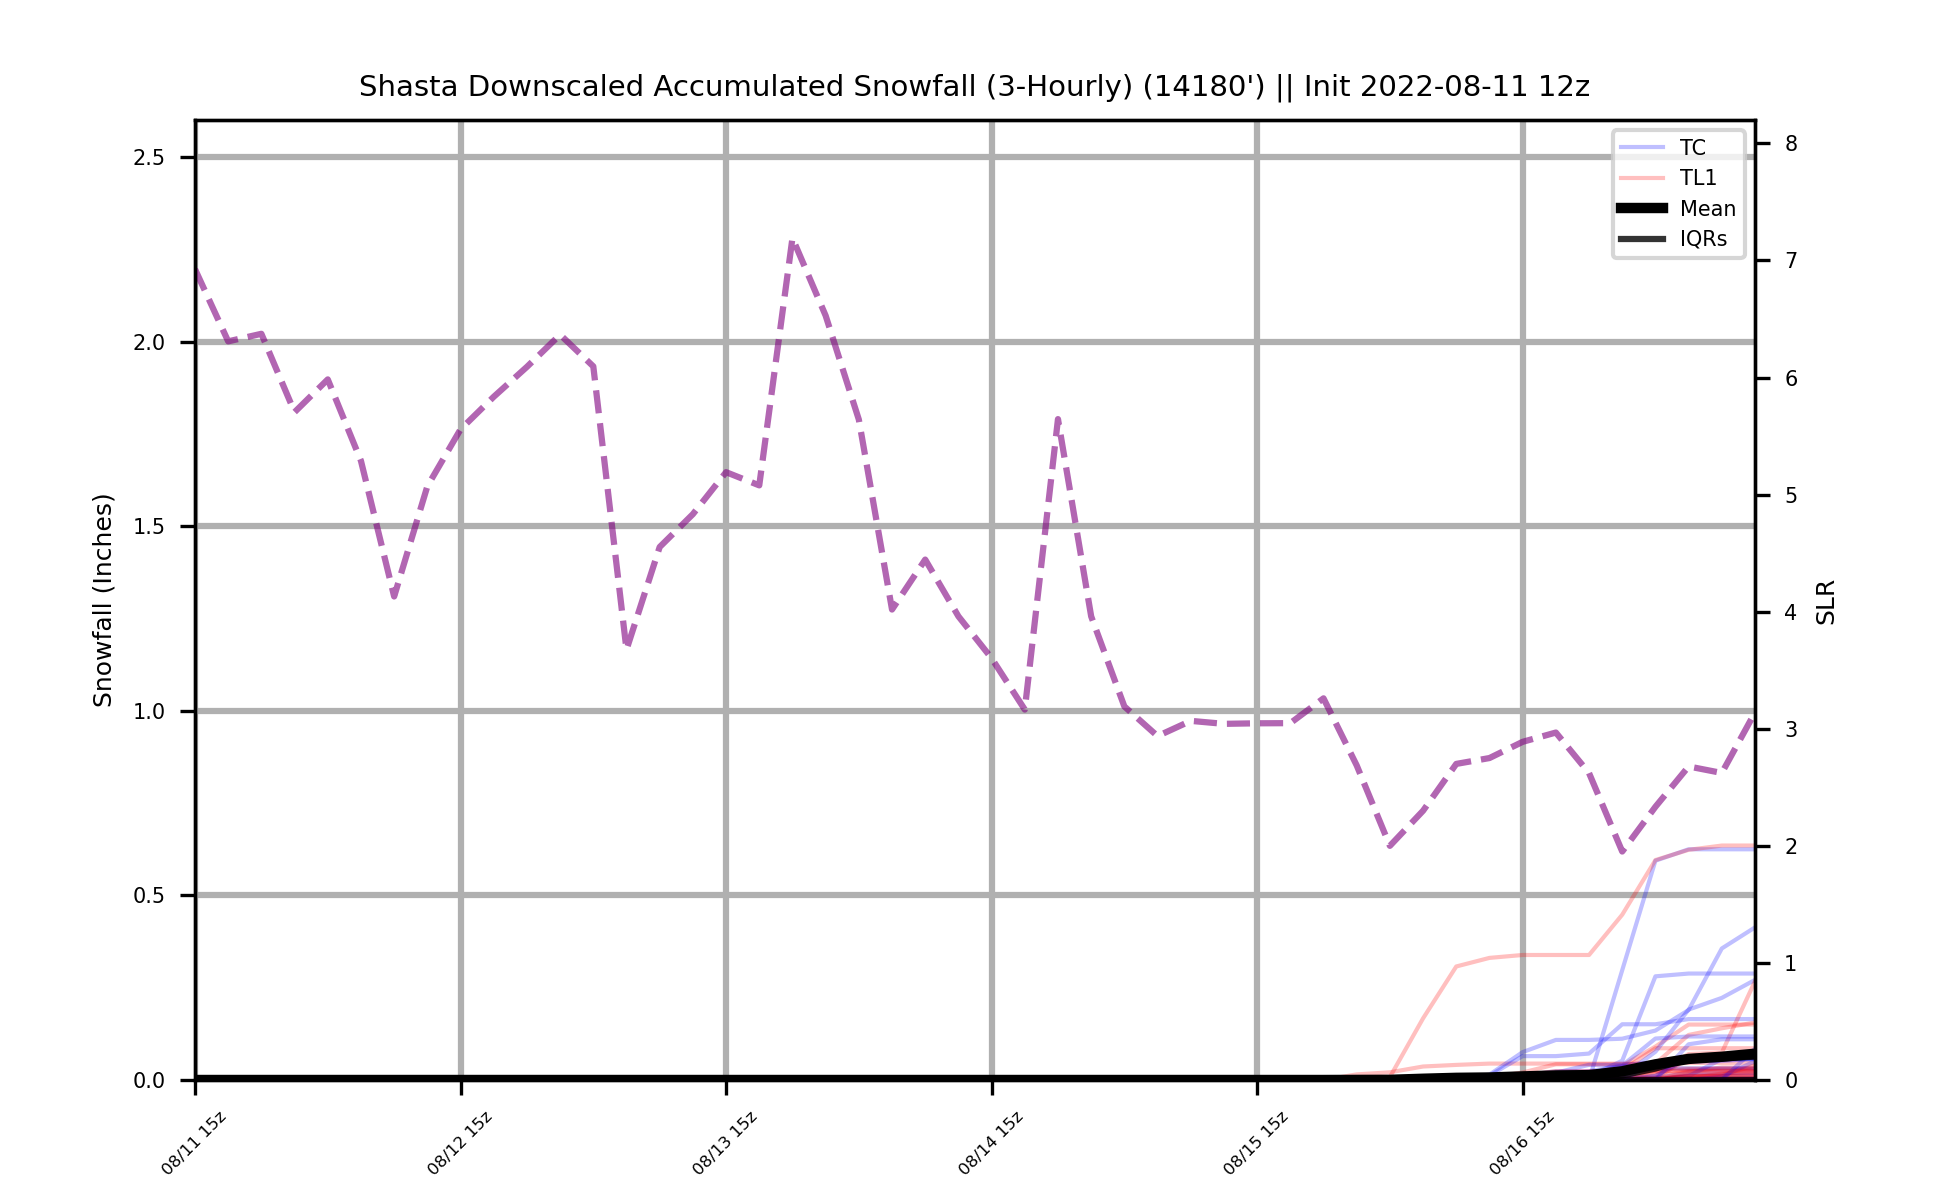 Shasta Downscaled Accumulated Snowfall (3-Hourly) (14180') || Init 2022-08-11 12z
TC
TL1
Mean
IQRs
Snowfall (Inches)
2.5
2.0
1.5
1.0
0.5
0.0
8
7
6
5
4
3
2
1
0
SLR
08/11 15z
08/12 15z
08/13 15z
08/14 15z
08/15 15z
08/16 15z